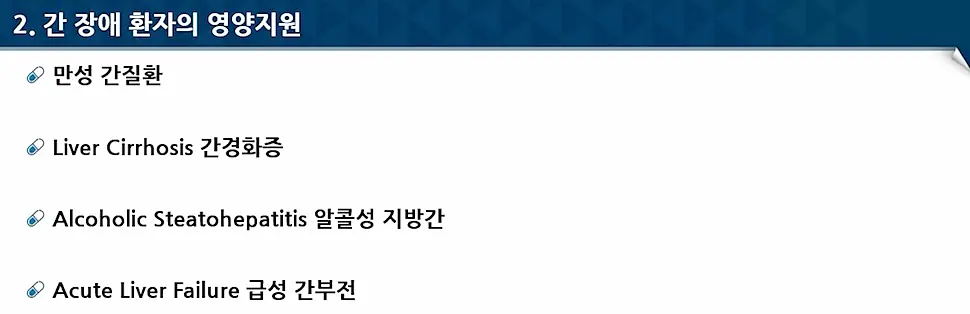 2. 간 장애 환자의 영양지원
만성 간질환
Liver Cirrhosis 간경화증
Alcoholic Steatohepatitis 알콜성 지방간
Acute Liver Failure 급성 간부전